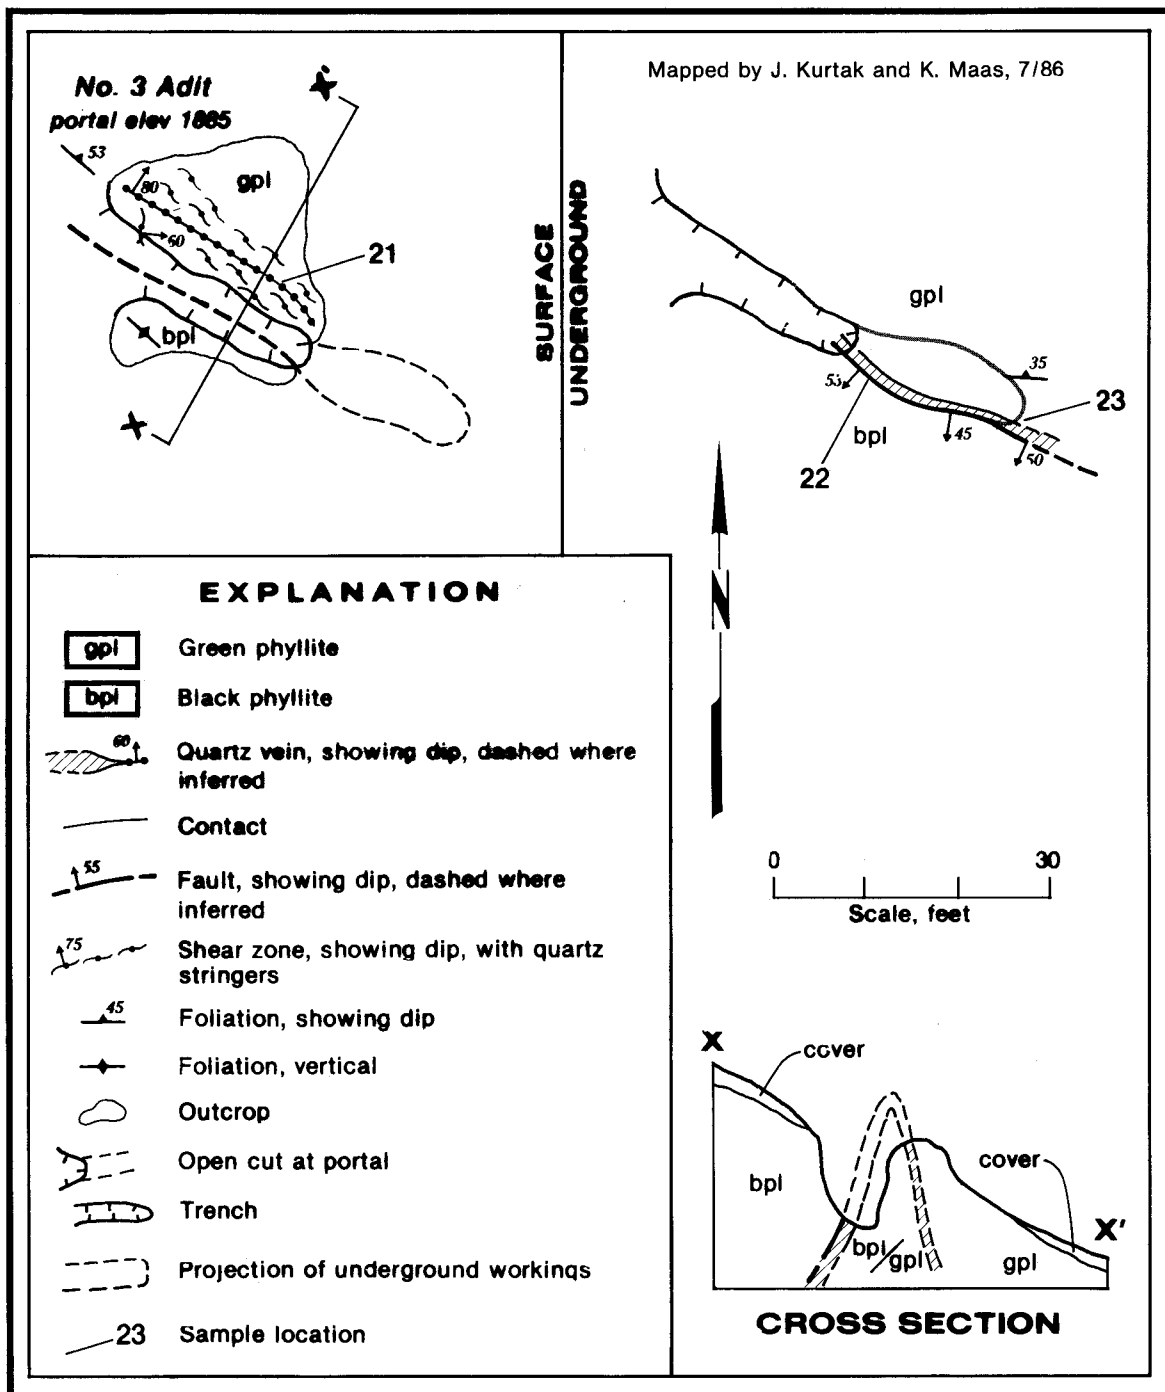 No. 3 Adit
portal elev 1885
X'
53
80
gpl
60
21
bpl
X
SURFACE
UNDERGROUND
Mapped by J. Kurtak and K. Maas, 7/86
gpl
35
53
23
bpl
45
22
50
N
EXPLANATION
gpl Green phyllite
bpl Black phyllite
60 Quartz vein, showing dip, dashed where
inferred
Contact
55 Fault, showing dip, dashed where
inferred
75 Shear zone, showing dip, with quartz
stringers
45 Foliation, showing dip
Foliation, vertical
Outcrop
Open cut at portal
Trench
Projection of underground workings
23 Sample location
0 30
Scale, feet
X
cover
bpl
cover
X'
bpl/gpl
gpl
CROSS SECTION